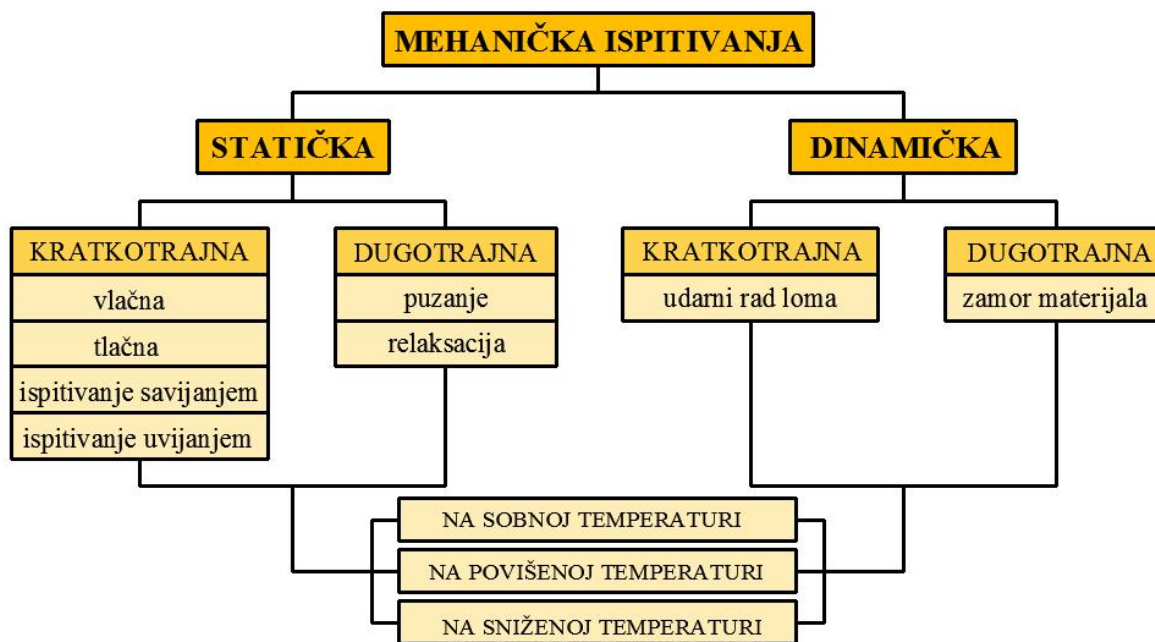 MEHANIČKA ISPITIVANJA
STATIČKA
DINAMIČKA
KRATKOTRAJNA
vlačna
tlačna
ispitivanje savijanjem
ispitivanje uvijanjem
DUGOTRAJNA
puzanje
relaksacija
KRATKOTRAJNA
udarni rad loma
DUGOTRAJNA
zamor materijala
NA SOBNOJ TEMPERATURI
NA POVIŠENOJ TEMPERATURI
NA SNIŽENOJ TEMPERATURI